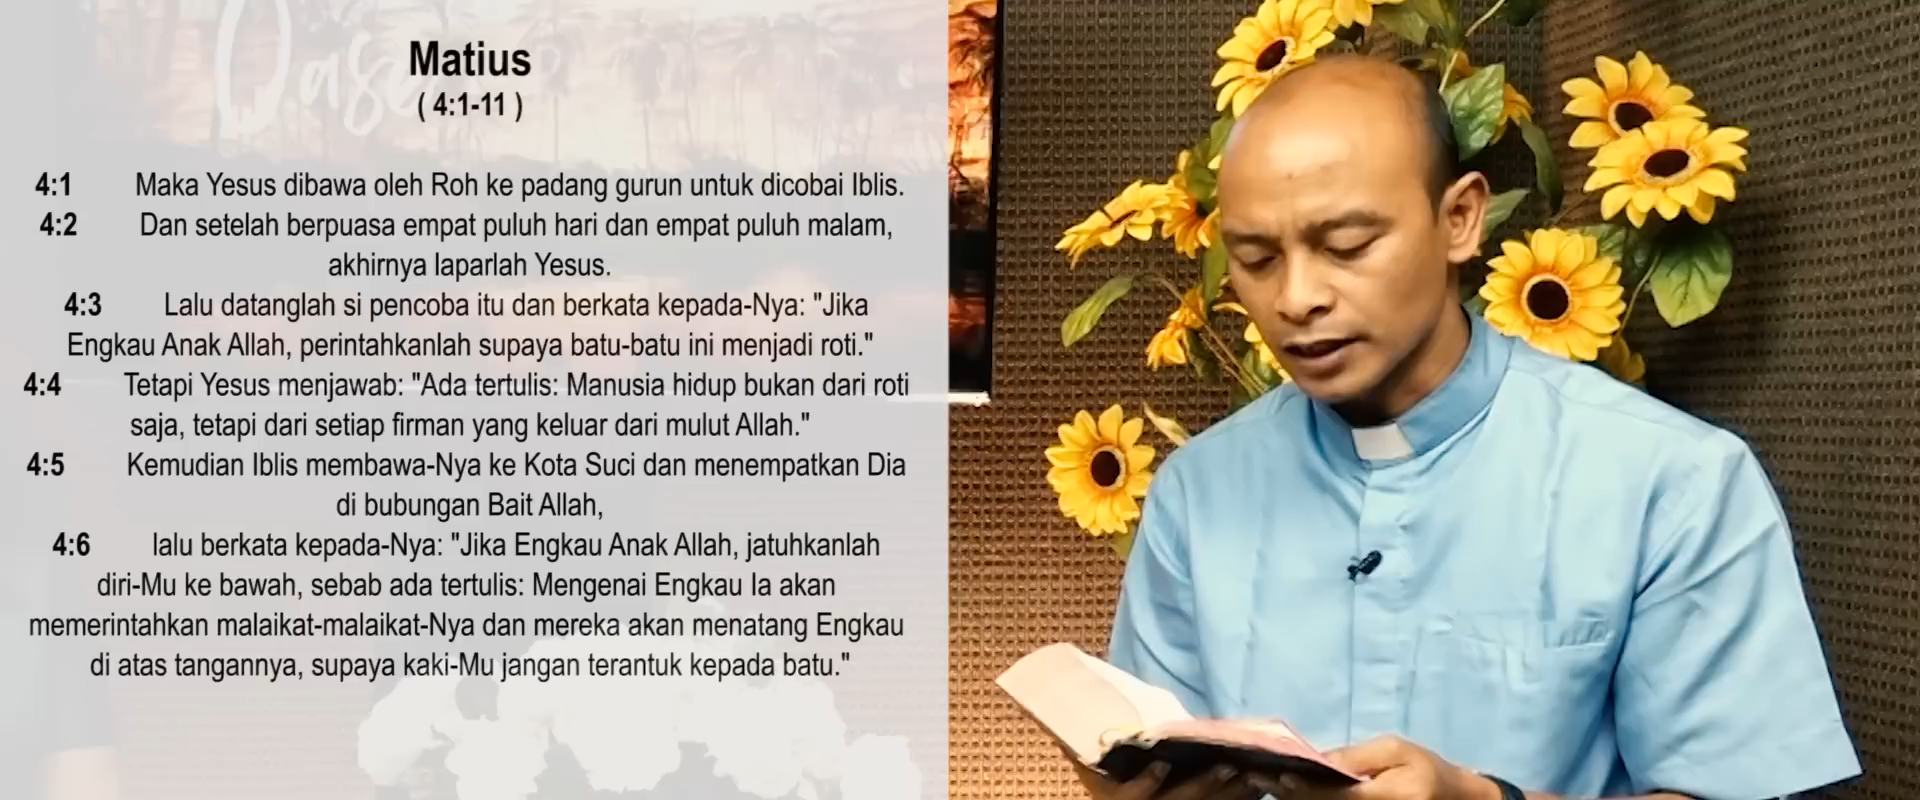 Oase
Matius
( 4:1-11 )
4:1 Maka Yesus dibawa oleh Roh ke padang gurun untuk dicobai Iblis.
4:2 Dan setelah berpuasa empat puluh hari dan empat puluh malam,
akhirnya laparlah Yesus.
4:3 Lalu datanglah si pencoba itu dan berkata kepada-Nya: "Jika
Engkau Anak Allah, perintahkanlah supaya batu-batu ini menjadi roti."
4:4 Tetapi Yesus menjawab: "Ada tertulis: Manusia hidup bukan dari roti
saja, tetapi dari setiap firman yang keluar dari mulut Allah."
4:5 Kemudian Iblis membawa-Nya ke Kota Suci dan menempatkan Dia
di bubungan Bait Allah,
4:6 lalu berkata kepada-Nya: "Jika Engkau Anak Allah, jatuhkanlah
diri-Mu ke bawah, sebab ada tertulis: Mengenai Engkau Ia akan
memerintahkan malaikat-malaikat-Nya dan mereka akan menatang Engkau
di atas tangannya, supaya kaki-Mu jangan terantuk kepada batu."